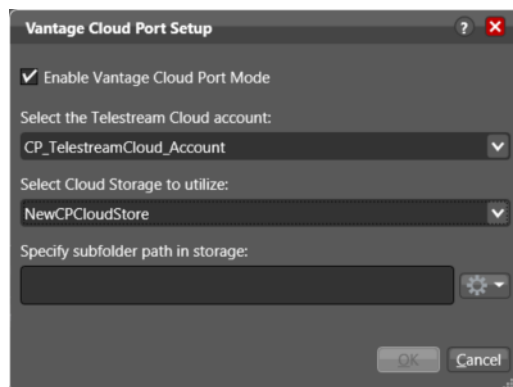 Vantage Cloud Port Setup ?
Enable Vantage Cloud Port Mode
Select the Telestream Cloud account:
CP_TelestreamCloud_Account
Select Cloud Storage to utilize:
NewCPCloudStore
Specify subfolder path in storage:
OK Cancel